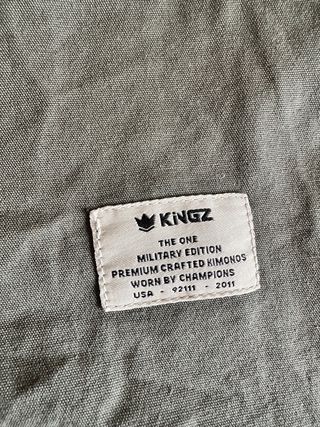 KINGZ
THE ONE
MILITARY EDITION
PREMIUM CRAFTED KIMONOS
WORN BY CHAMPIONS
USA - 92111 - 2011